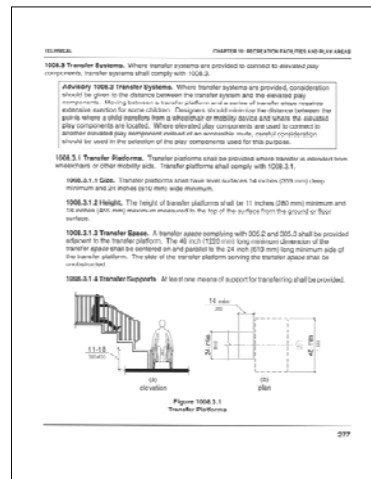 TECHNICAL CHAPTER 10: RECREATION FACILITIES AND PLAY AREAS
1008.3 Transfer Systems. Where transfer systems are provided to connect to elevated play
components, transfer systems shall comply with 1008.3.
Advisory 1008.3 Transfer Systems. Where transfer systems are provided, consideration
should be given to the distance between the transfer system and the elevated play
components. Moving between a transfer platform and a series of transfer steps requires
extensive exertion for some children. Designers should minimize the distance between the
points where a child transfers from a wheelchair or mobility device and where the elevated
play components are located. Where elevated play components are used to connect to
another elevated play component instead of an accessible route, careful consideration
should be used in the selection of the play components used for this purpose.
1008.3.1 Transfer Platforms. Transfer platforms shall be provided where transfer is intended from
wheelchairs or other mobility aids. Transfer platforms shall comply with 1008.3.1.
1008.3.1.1 Size. Transfer platforms shall have level surfaces 14 inches (355 mm) deep
minimum and 24 inches (610 mm) wide minimum.
1008.3.1.2 Height. The height of transfer platforms shall be 11 inches (280 mm) minimum and
18 inches (455 mm) maximum measured to the top of the surface from the ground or floor
surface.
1008.3.1.3 Transfer Space. A transfer space complying with 305.2 and 305.3 shall be provided
adjacent to the transfer platform. The 48 inch (1220 mm) long minimum dimension of the
transfer space shall be centered on and parallel to the 24 inch (610 mm) long minimum side of
the transfer platform. The side of the transfer platform serving the transfer space shall be
unobstructed.
1008.3.1.4 Transfer Supports. At least one means of support for transferring shall be provided.
14 min
355
11-18
280-455
24 min
610
48 min
(a)
elevation
(b)
plan
Figure 1008.3.1
Transfer Platforms
277